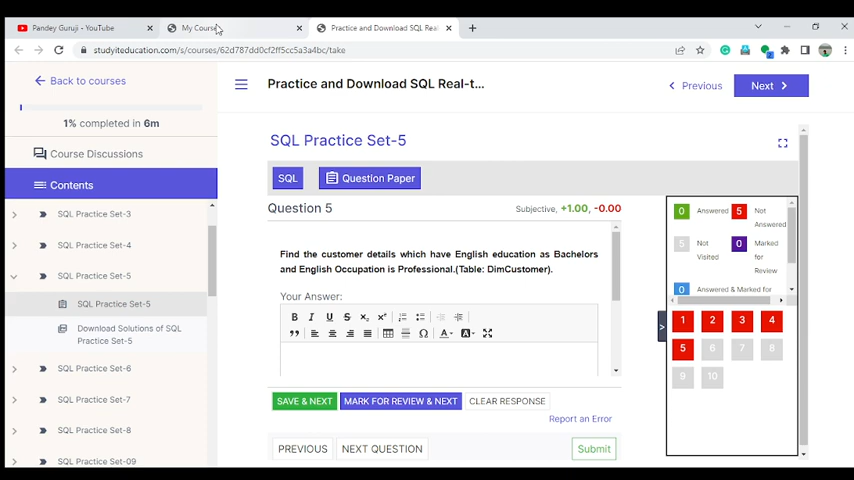 Pandey Guruji - YouTube
My Courses
Practice and Download SQL Real-
studyiteducation.com/s/courses/62d787dd0cf2ff5cc5a3a4bc/take
Back to courses
1% completed in 6m
Course Discussions
Contents
SQL Practice Set-3
SQL Practice Set-4
SQL Practice Set-5
SQL Practice Set-5
Download Solutions of SQL
Practice Set-5
SQL Practice Set-6
SQL Practice Set-7
SQL Practice Set-8
SQL Practice Set-09
Practice and Download SQL Real-t...
Previous
Next
SQL Practice Set-5
SQL
Question Paper
Question 5
Subjective, +1.00, -0.00
Find the customer details which have English education as Bachelors
and English Occupation is Professional.(Table: DimCustomer).
Your Answer:
SAVE & NEXT
MARK FOR REVIEW & NEXT
CLEAR RESPONSE
Report an Error
PREVIOUS
NEXT QUESTION
Submit
0 Answered
5 Not
Answered
5 Not
Visited
0 Marked
for
Review
0 Answered & Marked for
1 2 3 4
5 6 7 8
9 10